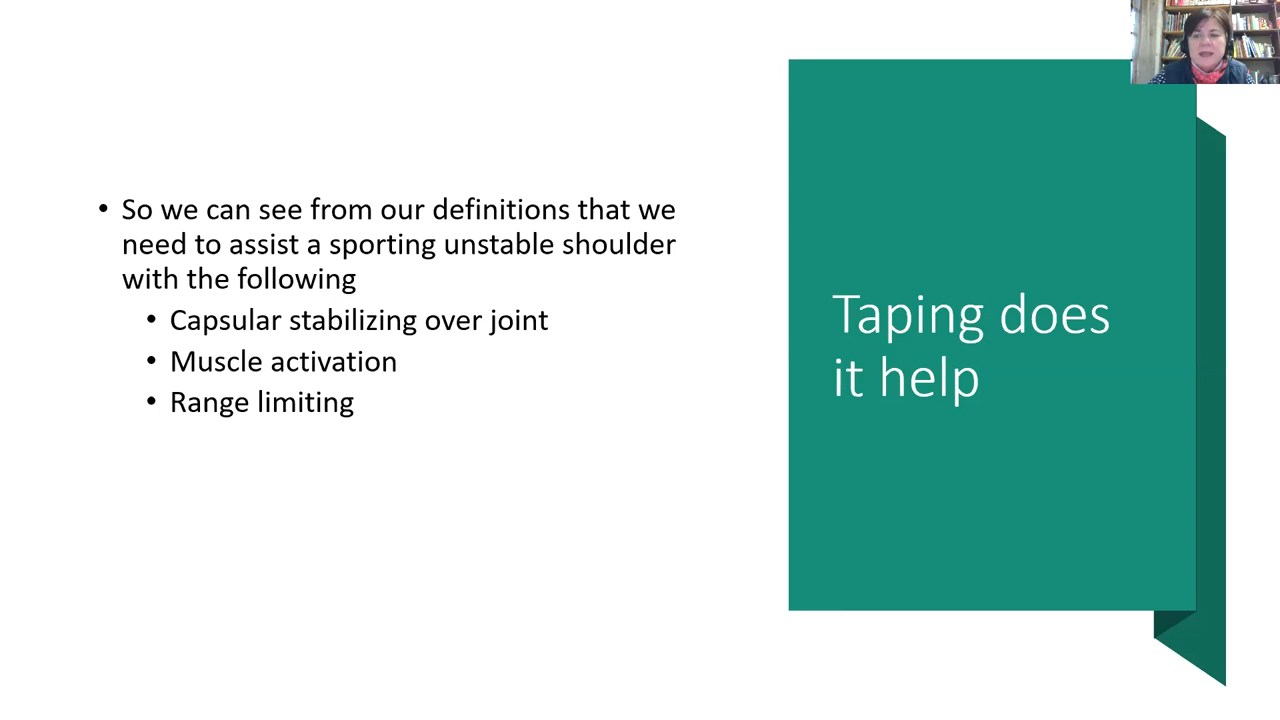 • So we can see from our definitions that we
need to assist a sporting unstable shoulder
with the following
• Capsular stabilizing over joint
• Muscle activation
• Range limiting
Taping does
it help